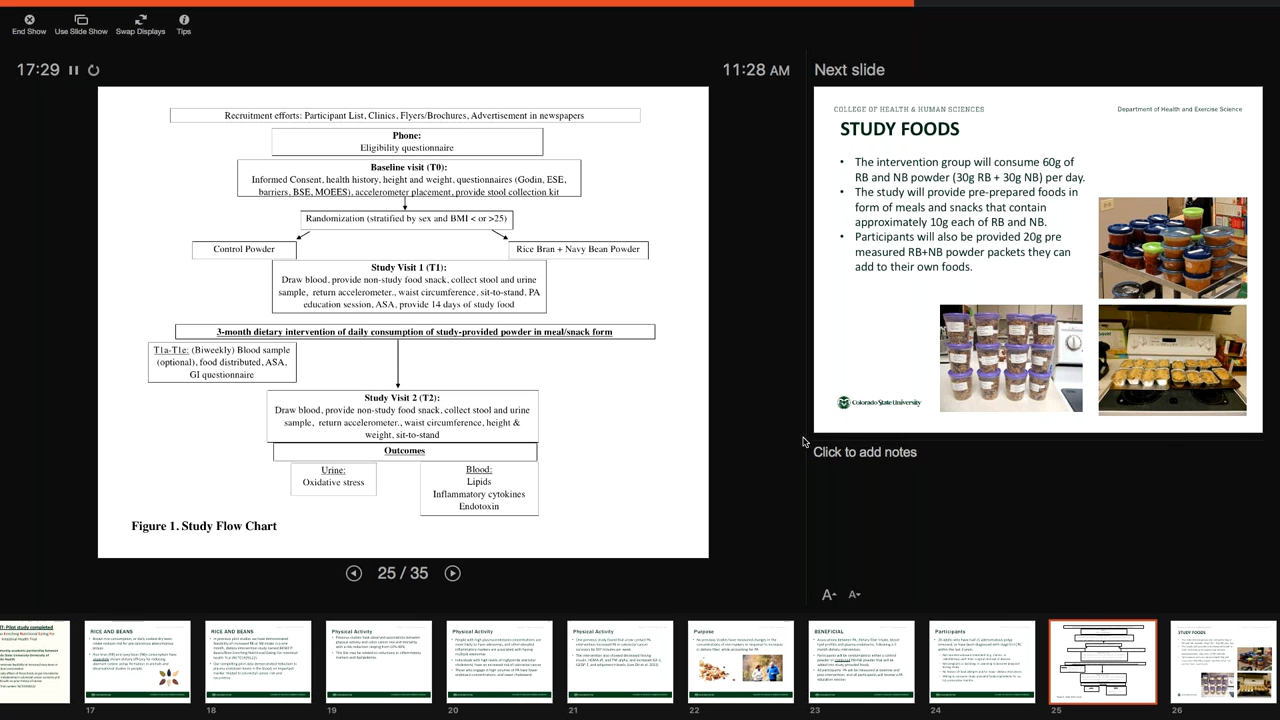 End Show
Use Slide Show
Swap Displays
Tips
17:29
11:28 AM
Next slide
Recruitment efforts: Participant List, Clinics, Flyers/Brochures, Advertisement in newspapers
Phone:
Eligibility questionnaire
Baseline visit (T0):
Informed Consent, health history, height and weight, questionnaires (Godin, ESE,
barriers, BSE, MOEES), accelerometer placement, provide stool collection kit
Randomization (stratified by sex and BMI < or >25)
Control Powder
Rice Bran + Navy Bean Powder
Study Visit 1 (T1):
Draw blood, provide non-study food snack, collect stool and urine
sample, return accelerometer., waist circumference, sit-to-stand, PA
education session, ASA, provide 14 days of study food
3-month dietary intervention of daily consumption of study-provided powder in meal/snack form
T1a-T1e: (Biweekly) Blood sample
(optional), food distributed, ASA,
GI questionnaire
Study Visit 2 (T2):
Draw blood, provide non-study food snack, collect stool and urine
sample, return accelerometer., waist circumference, height &
weight, sit-to-stand
Outcomes
Urine:
Oxidative stress
Blood:
Lipids
Inflammatory cytokines
Endotoxin
Figure 1. Study Flow Chart
25 / 35
COLLEGE OF HEALTH & HUMAN SCIENCES
Department of Health and Exercise Science
STUDY FOODS
• The intervention group will consume 60g of
RB and NB powder (30g RB + 30g NB) per day.
• The study will provide pre-prepared foods in
form of meals and snacks that contain
approximately 10g each of RB and NB.
• Participants will also be provided 20g pre
measured RB+NB powder packets they can
add to their own foods.
Colorado State University
Click to add notes
A A
RICE AND BEANS
RICE AND BEANS
Physical Activity
Physical Activity
Physical Activity
Purpose
BENEFICIAL
Participants
STUDY FOODS
17
18
19
20
21
22
23
24
25
26